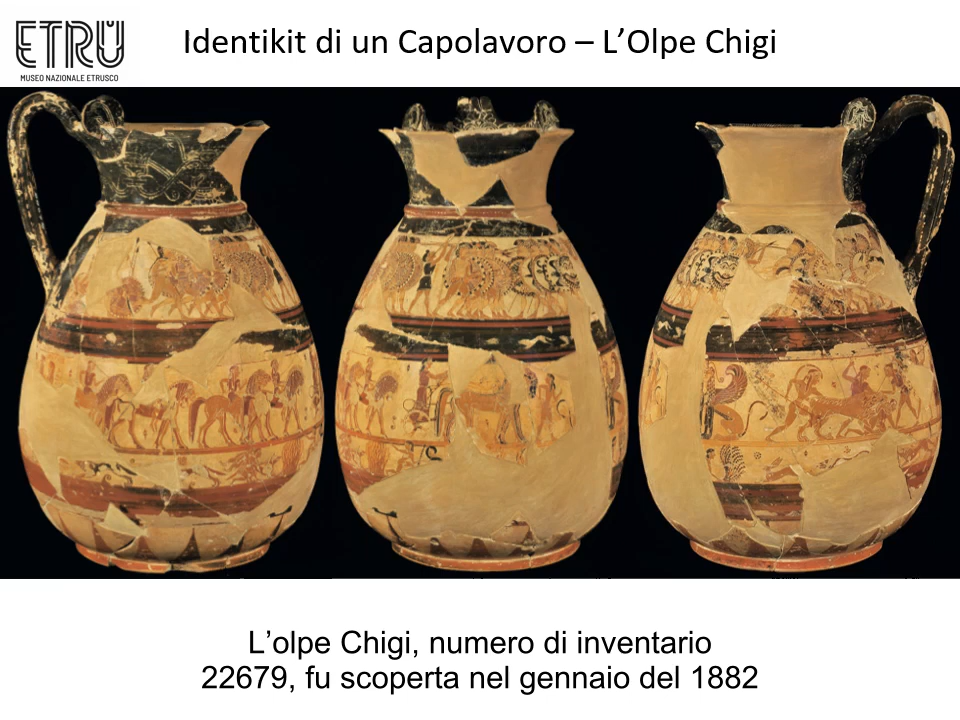 ETRŪ
MUSEO NAZIONALE ETRUSCO
Identikit di un Capolavoro – L’Olpe Chigi
L’olpe Chigi, numero di inventario
22679, fu scoperta nel gennaio del 1882